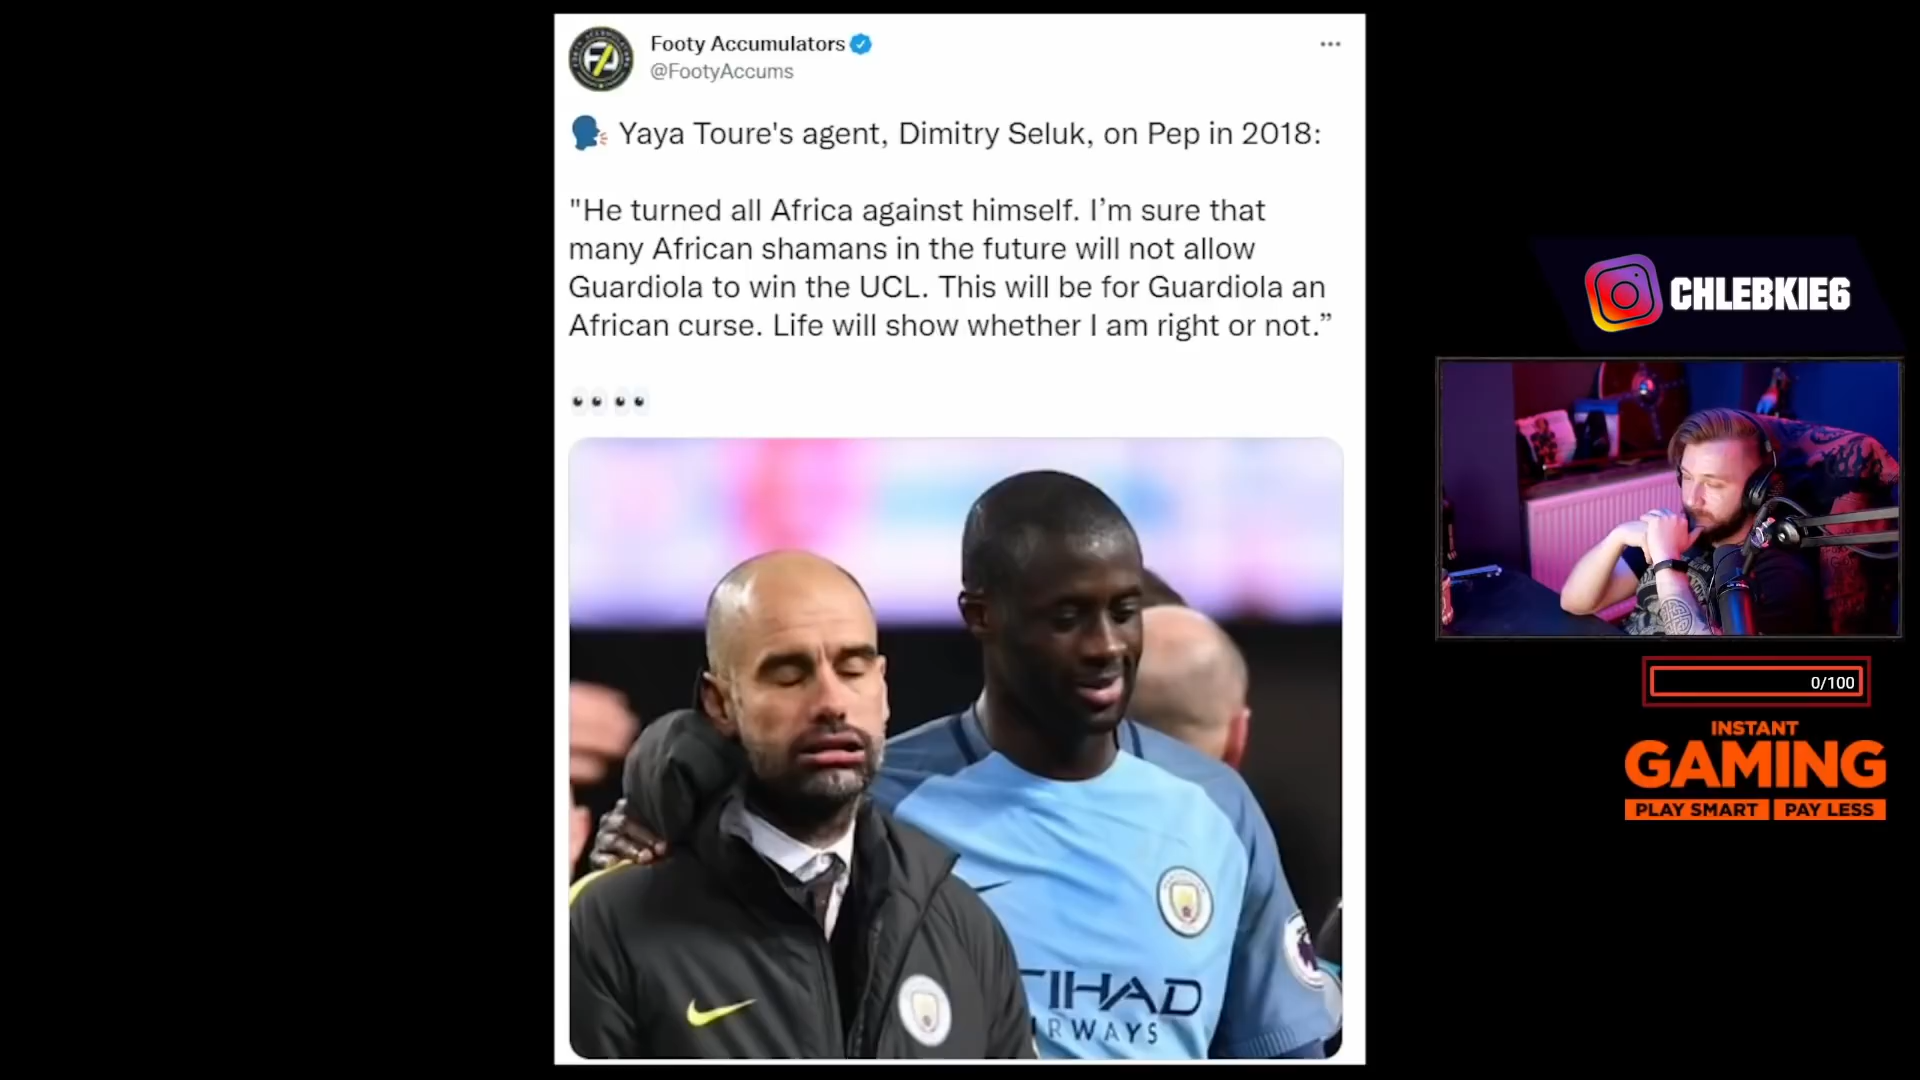 Footy Accumulators
@FootyAccums
Yaya Toure's agent, Dimitry Seluk, on Pep in 2018:
"He turned all Africa against himself. I’m sure that
many African shamans in the future will not allow
Guardiola to win the UCL. This will be for Guardiola an
African curse. Life will show whether I am right or not.”
TIHAD
RWAYS
CHLEBKIE6
0/100
INSTANT
GAMING
PLAY SMART PAY LESS